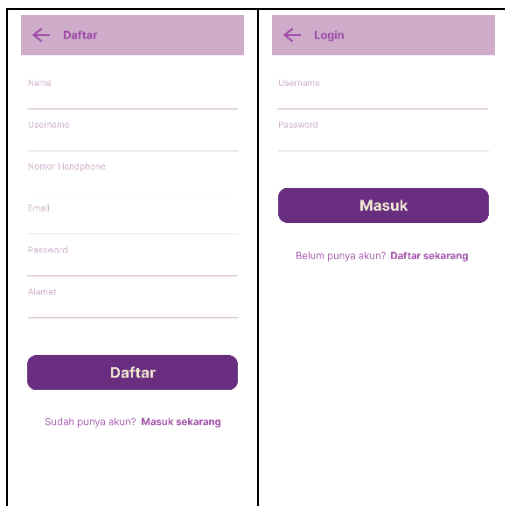 Daftar
Nama
Username
Nomor Handphone
Email
Password
Alamat
Daftar
Sudah punya akun? Masuk sekarang
Login
Username
Password
Masuk
Belum punya akun? Daftar sekarang